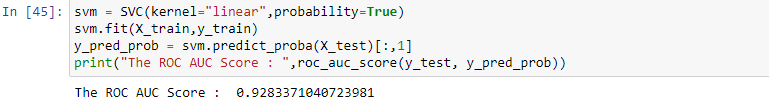 In [45]: svm = SVC(kernel="linear",probability=True)
svm.fit(X_train,y_train)
y_pred_prob = svm.predict_proba(X_test)[:,1]
print("The ROC AUC Score : ",roc_auc_score(y_test, y_pred_prob))
The ROC AUC Score :  0.9283371040723981